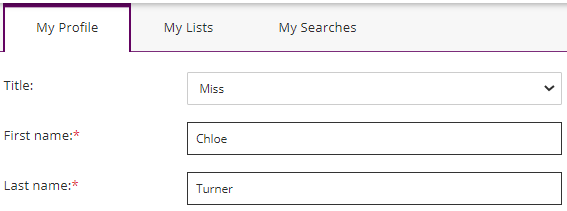 My Profile My Lists My Searches
Title: Miss
First name:* Chloe
Last name:* Turner